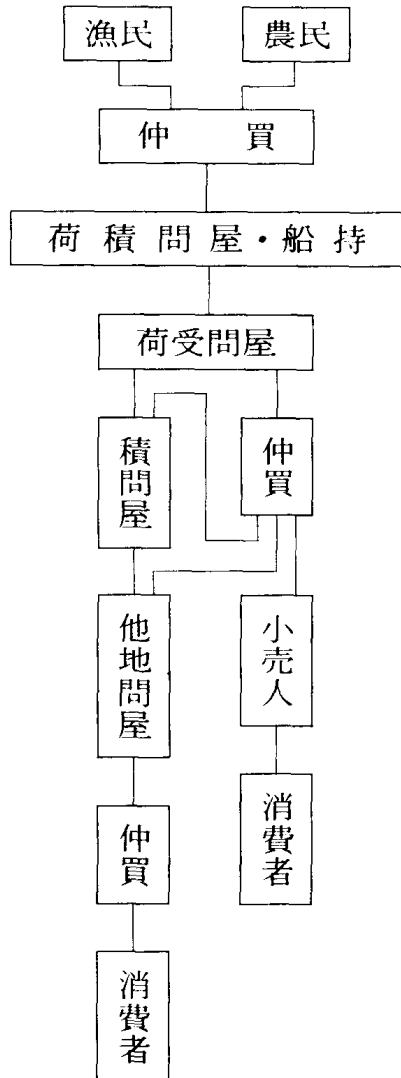 漁民
農民
仲買
荷積問屋・船持
荷受問屋
積問屋
仲買
他地問屋
小売人
仲買
消費者
消費者